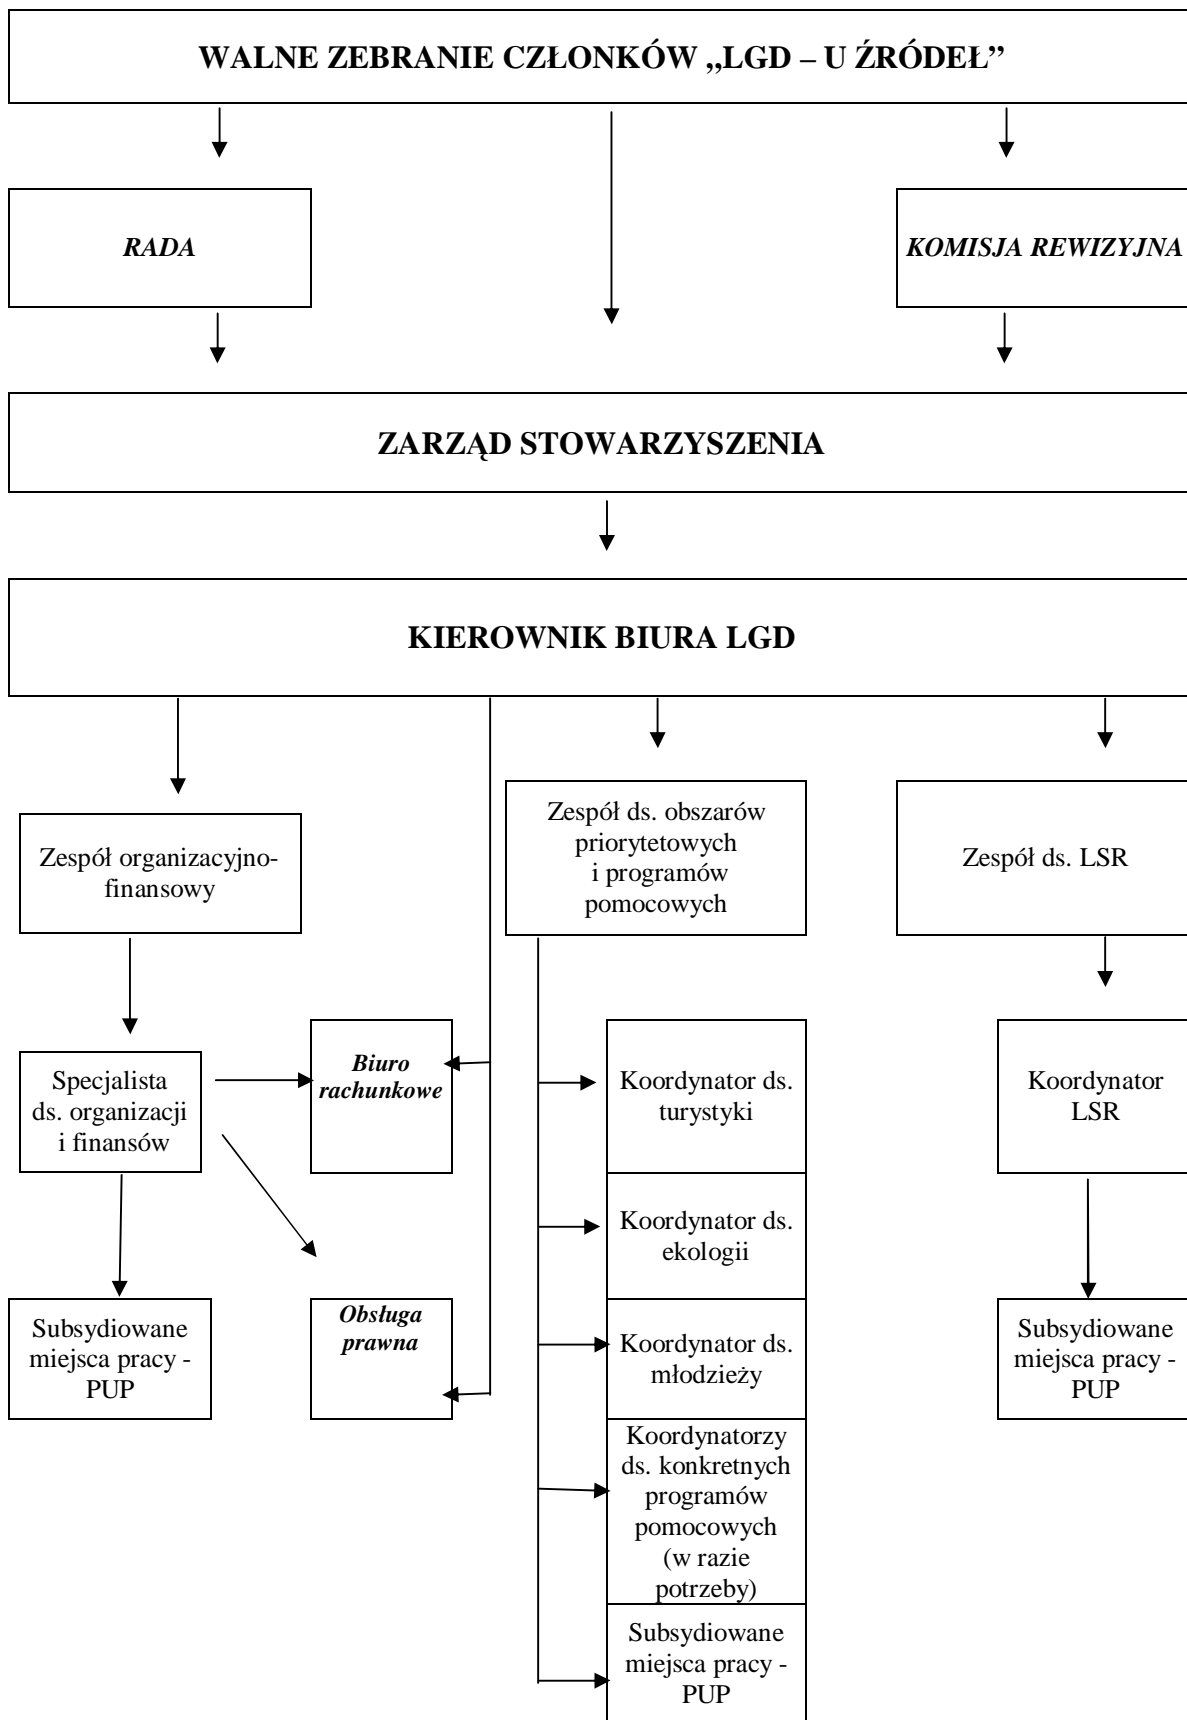 WALNE ZEBRANIE CZŁONKÓW „LGD – U ŹRÓDEŁ”
RADA
KOMISJA REWIZYJNA
ZARZĄD STOWARZYSZENIA
KIEROWNIK BIURA LGD
Zespół organizacyjno-
finansowy
Zespół ds. obszarów
priorytetowych
i programów
pomocowych
Zespół ds. LSR
Specjalista
ds. organizacji
i finansów
Biuro
rachunkowe
Koordynator ds.
turystyki
Koordynator
LSR
Koordynator ds.
ekologii
Subsydiowane
miejsca pracy -
PUP
Obsługa
prawna
Koordynator ds.
młodzieży
Subsydiowane
miejsca pracy -
PUP
Koordynatorzy
ds. konkretnych
programów
pomocowych
(w razie
potrzeby)
Subsydiowane
miejsca pracy -
PUP